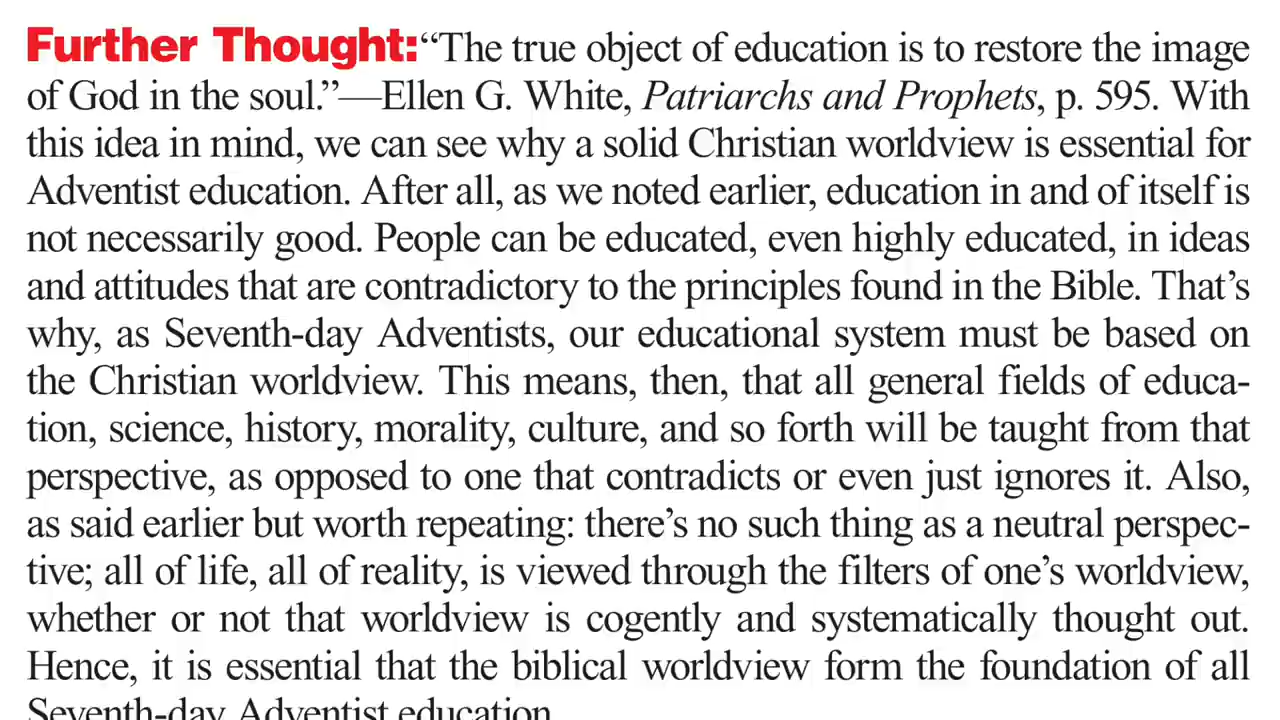 Further Thought: “The true object of education is to restore the image
of God in the soul.”—Ellen G. White, Patriarchs and Prophets, p. 595. With
this idea in mind, we can see why a solid Christian worldview is essential for
Adventist education. After all, as we noted earlier, education in and of itself is
not necessarily good. People can be educated, even highly educated, in ideas
and attitudes that are contradictory to the principles found in the Bible. That’s
why, as Seventh-day Adventists, our educational system must be based on
the Christian worldview. This means, then, that all general fields of educa-
tion, science, history, morality, culture, and so forth will be taught from that
perspective, as opposed to one that contradicts or even just ignores it. Also,
as said earlier but worth repeating: there’s no such thing as a neutral perspec-
tive; all of life, all of reality, is viewed through the filters of one’s worldview,
whether or not that worldview is cogently and systematically thought out.
Hence, it is essential that the biblical worldview form the foundation of all
Seventh-day Adventist education.